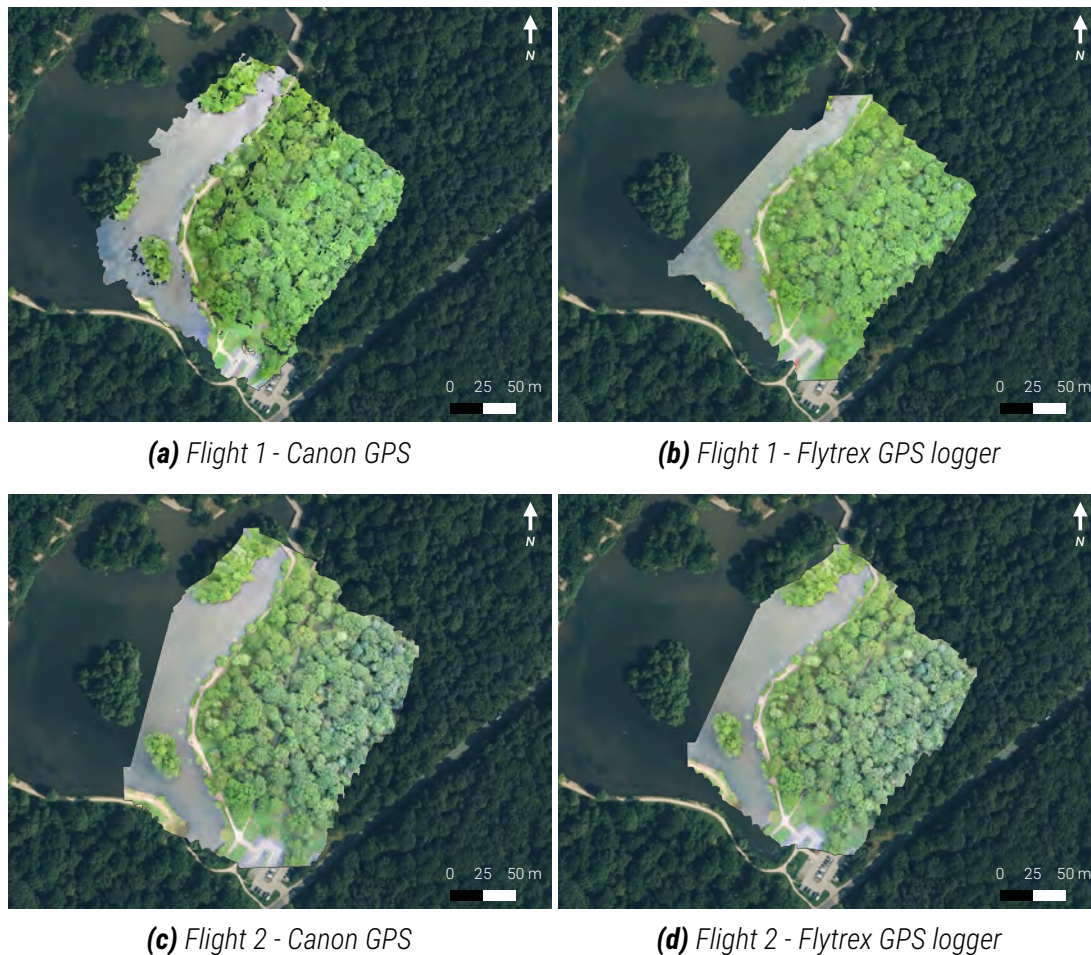 N
N
0 25 50 m
0 25 50 m
(a) Flight 1 - Canon GPS
(b) Flight 1 - Flytrex GPS logger
N
N
0 25 50 m
0 25 50 m
(c) Flight 2 - Canon GPS
(d) Flight 2 - Flytrex GPS logger